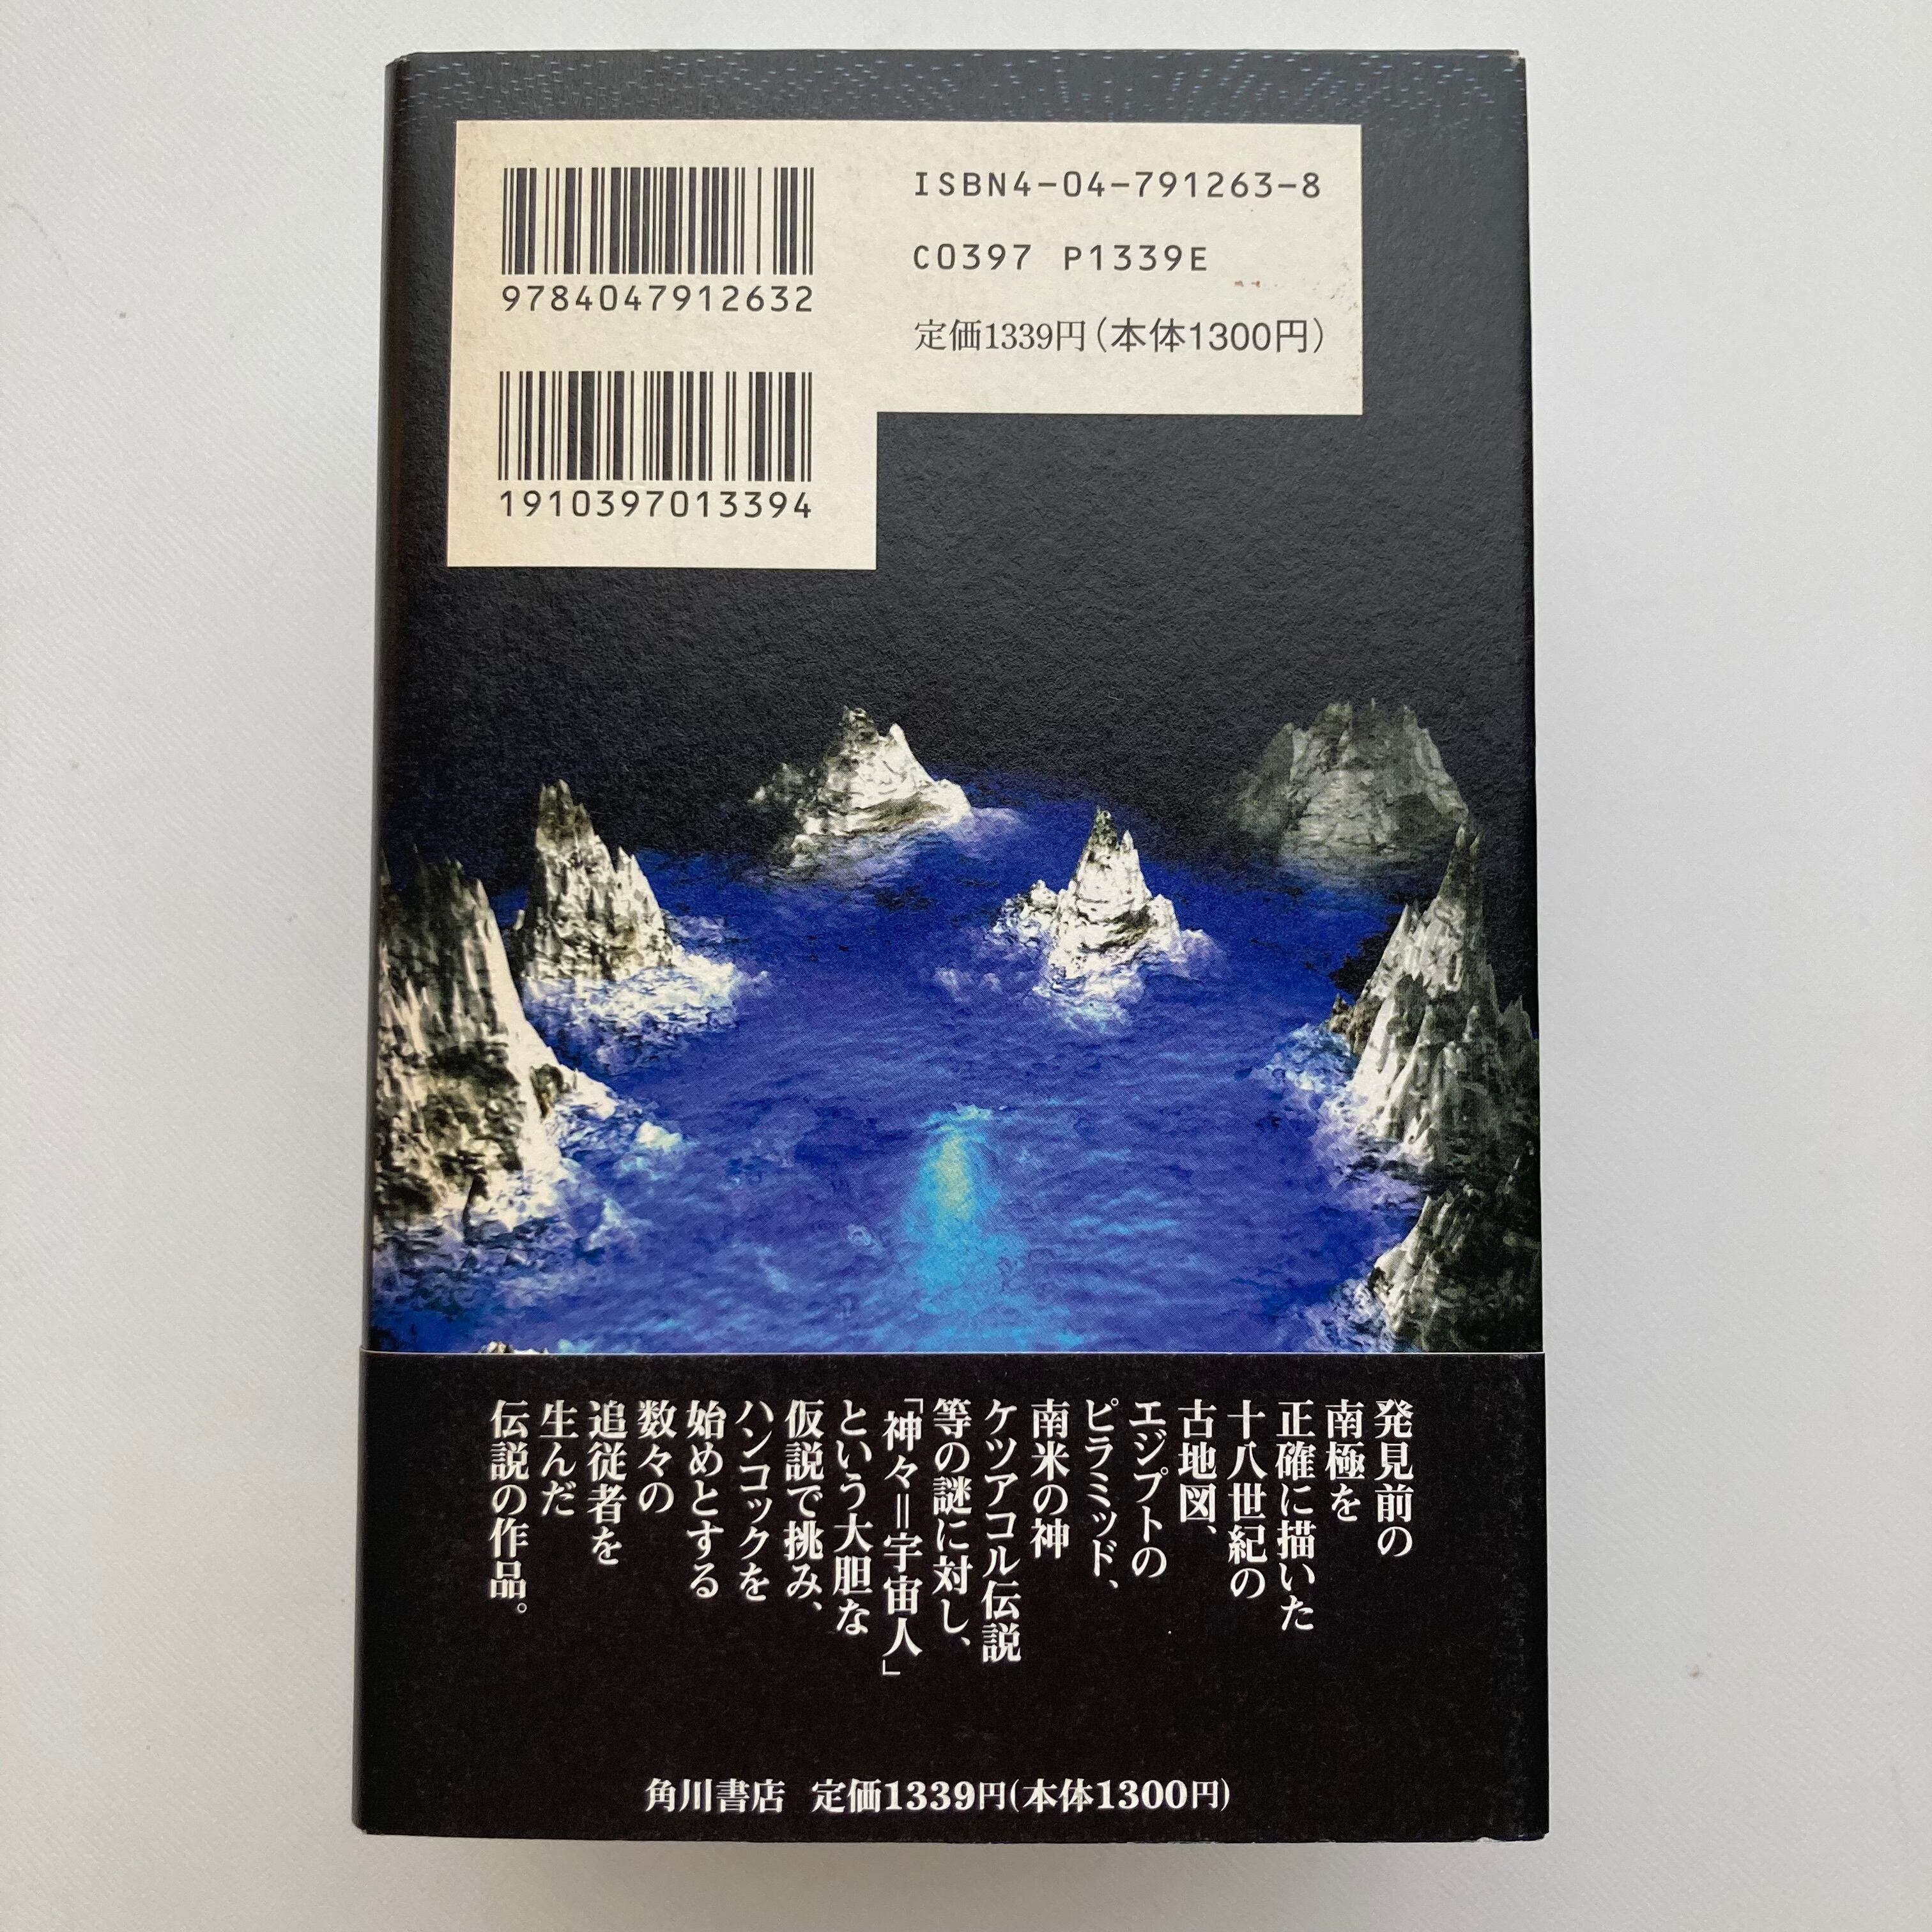 9784047912632
1910397013394
ISBN4-04-791263-8
C0397 P1339E
定価1339円(本体1300円)
発見前の
南極を
正確に描いた
十八世紀の
古地図、
エジプトの
ピラミッド、
南米の神
ケツアコル伝説
等の謎に対し、
「神々=宇宙人」
という大胆な
仮説で挑み、
ハンコックを
始めとする
数々の
追従者を
生んだ
伝説の作品。
角川書店 定価1339円(本体1300円)